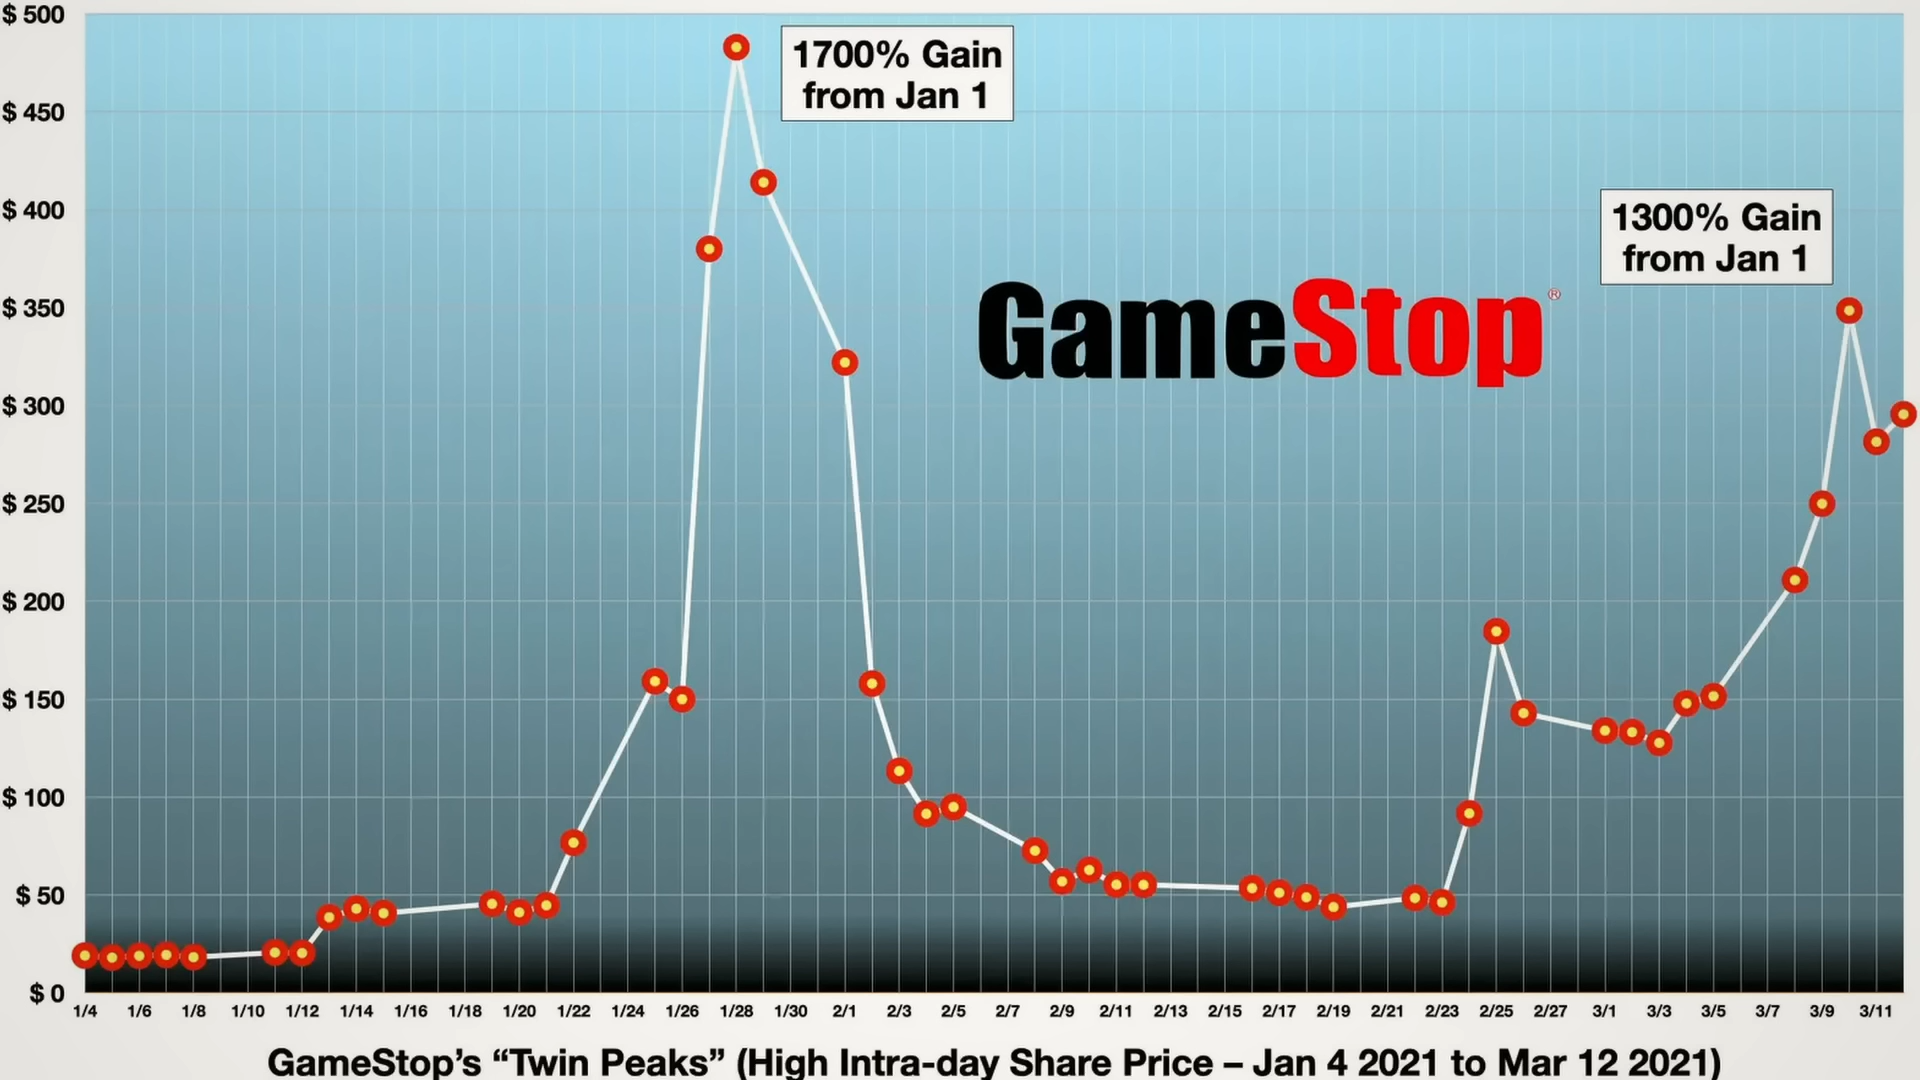 $ 500
$ 450
$ 400
$ 350
$ 300
$ 250
$ 200
$ 150
$ 100
$ 50
$ 0
1700% Gain
from Jan 1
1300% Gain
from Jan 1
GameStop®
1/4 1/6 1/8 1/10 1/12 1/14 1/16 1/18 1/20 1/22 1/24 1/26 1/28 1/30 2/1 2/3 2/5 2/7 2/9 2/11 2/13 2/15 2/17 2/19 2/21 2/23 2/25 2/27 3/1 3/3 3/5 3/7 3/9 3/11
GameStop’s “Twin Peaks” (High Intra-day Share Price – Jan 4 2021 to Mar 12 2021)